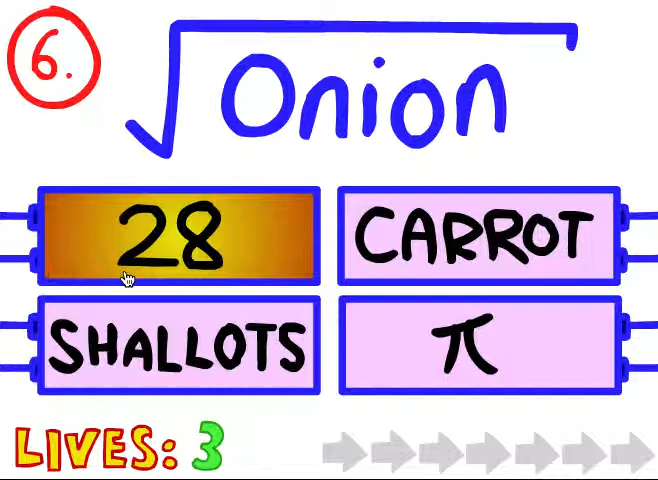 6.
√Onion
28
CARROT
SHALLOTS
π
LIVES: 3